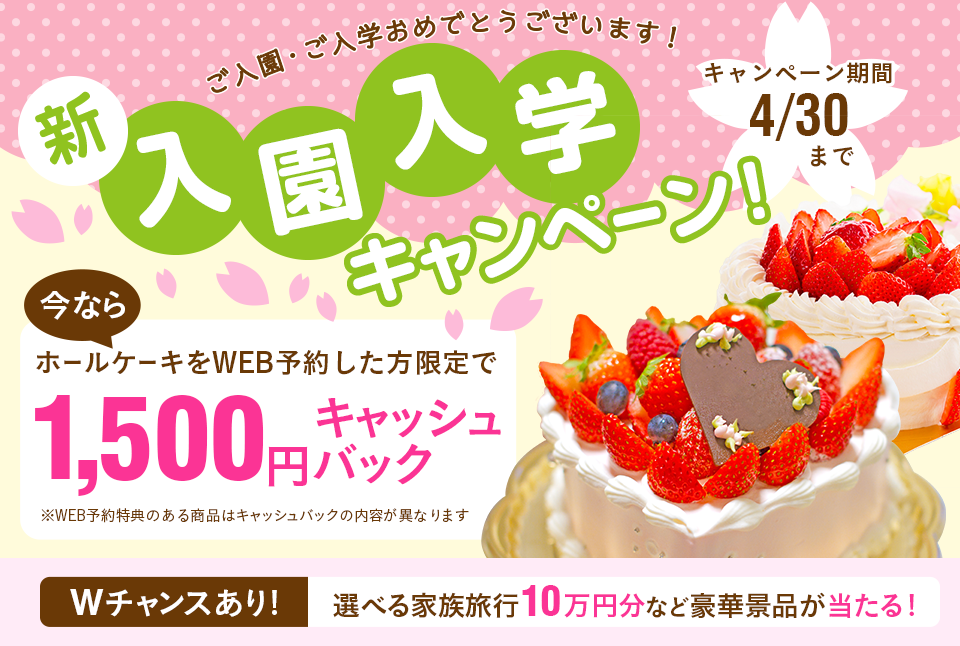 ご入園・ご入学おめでとうございます！
新入園入学
キャンペーン！
キャンペーン期間
4/30
まで
今なら
ホールケーキをWEB予約した方限定で
1,500円キャッシュバック
※WEB予約特典のある商品はキャッシュバックの内容が異なります
Wチャンスあり!
選べる家族旅行10万円分など豪華景品が当たる！